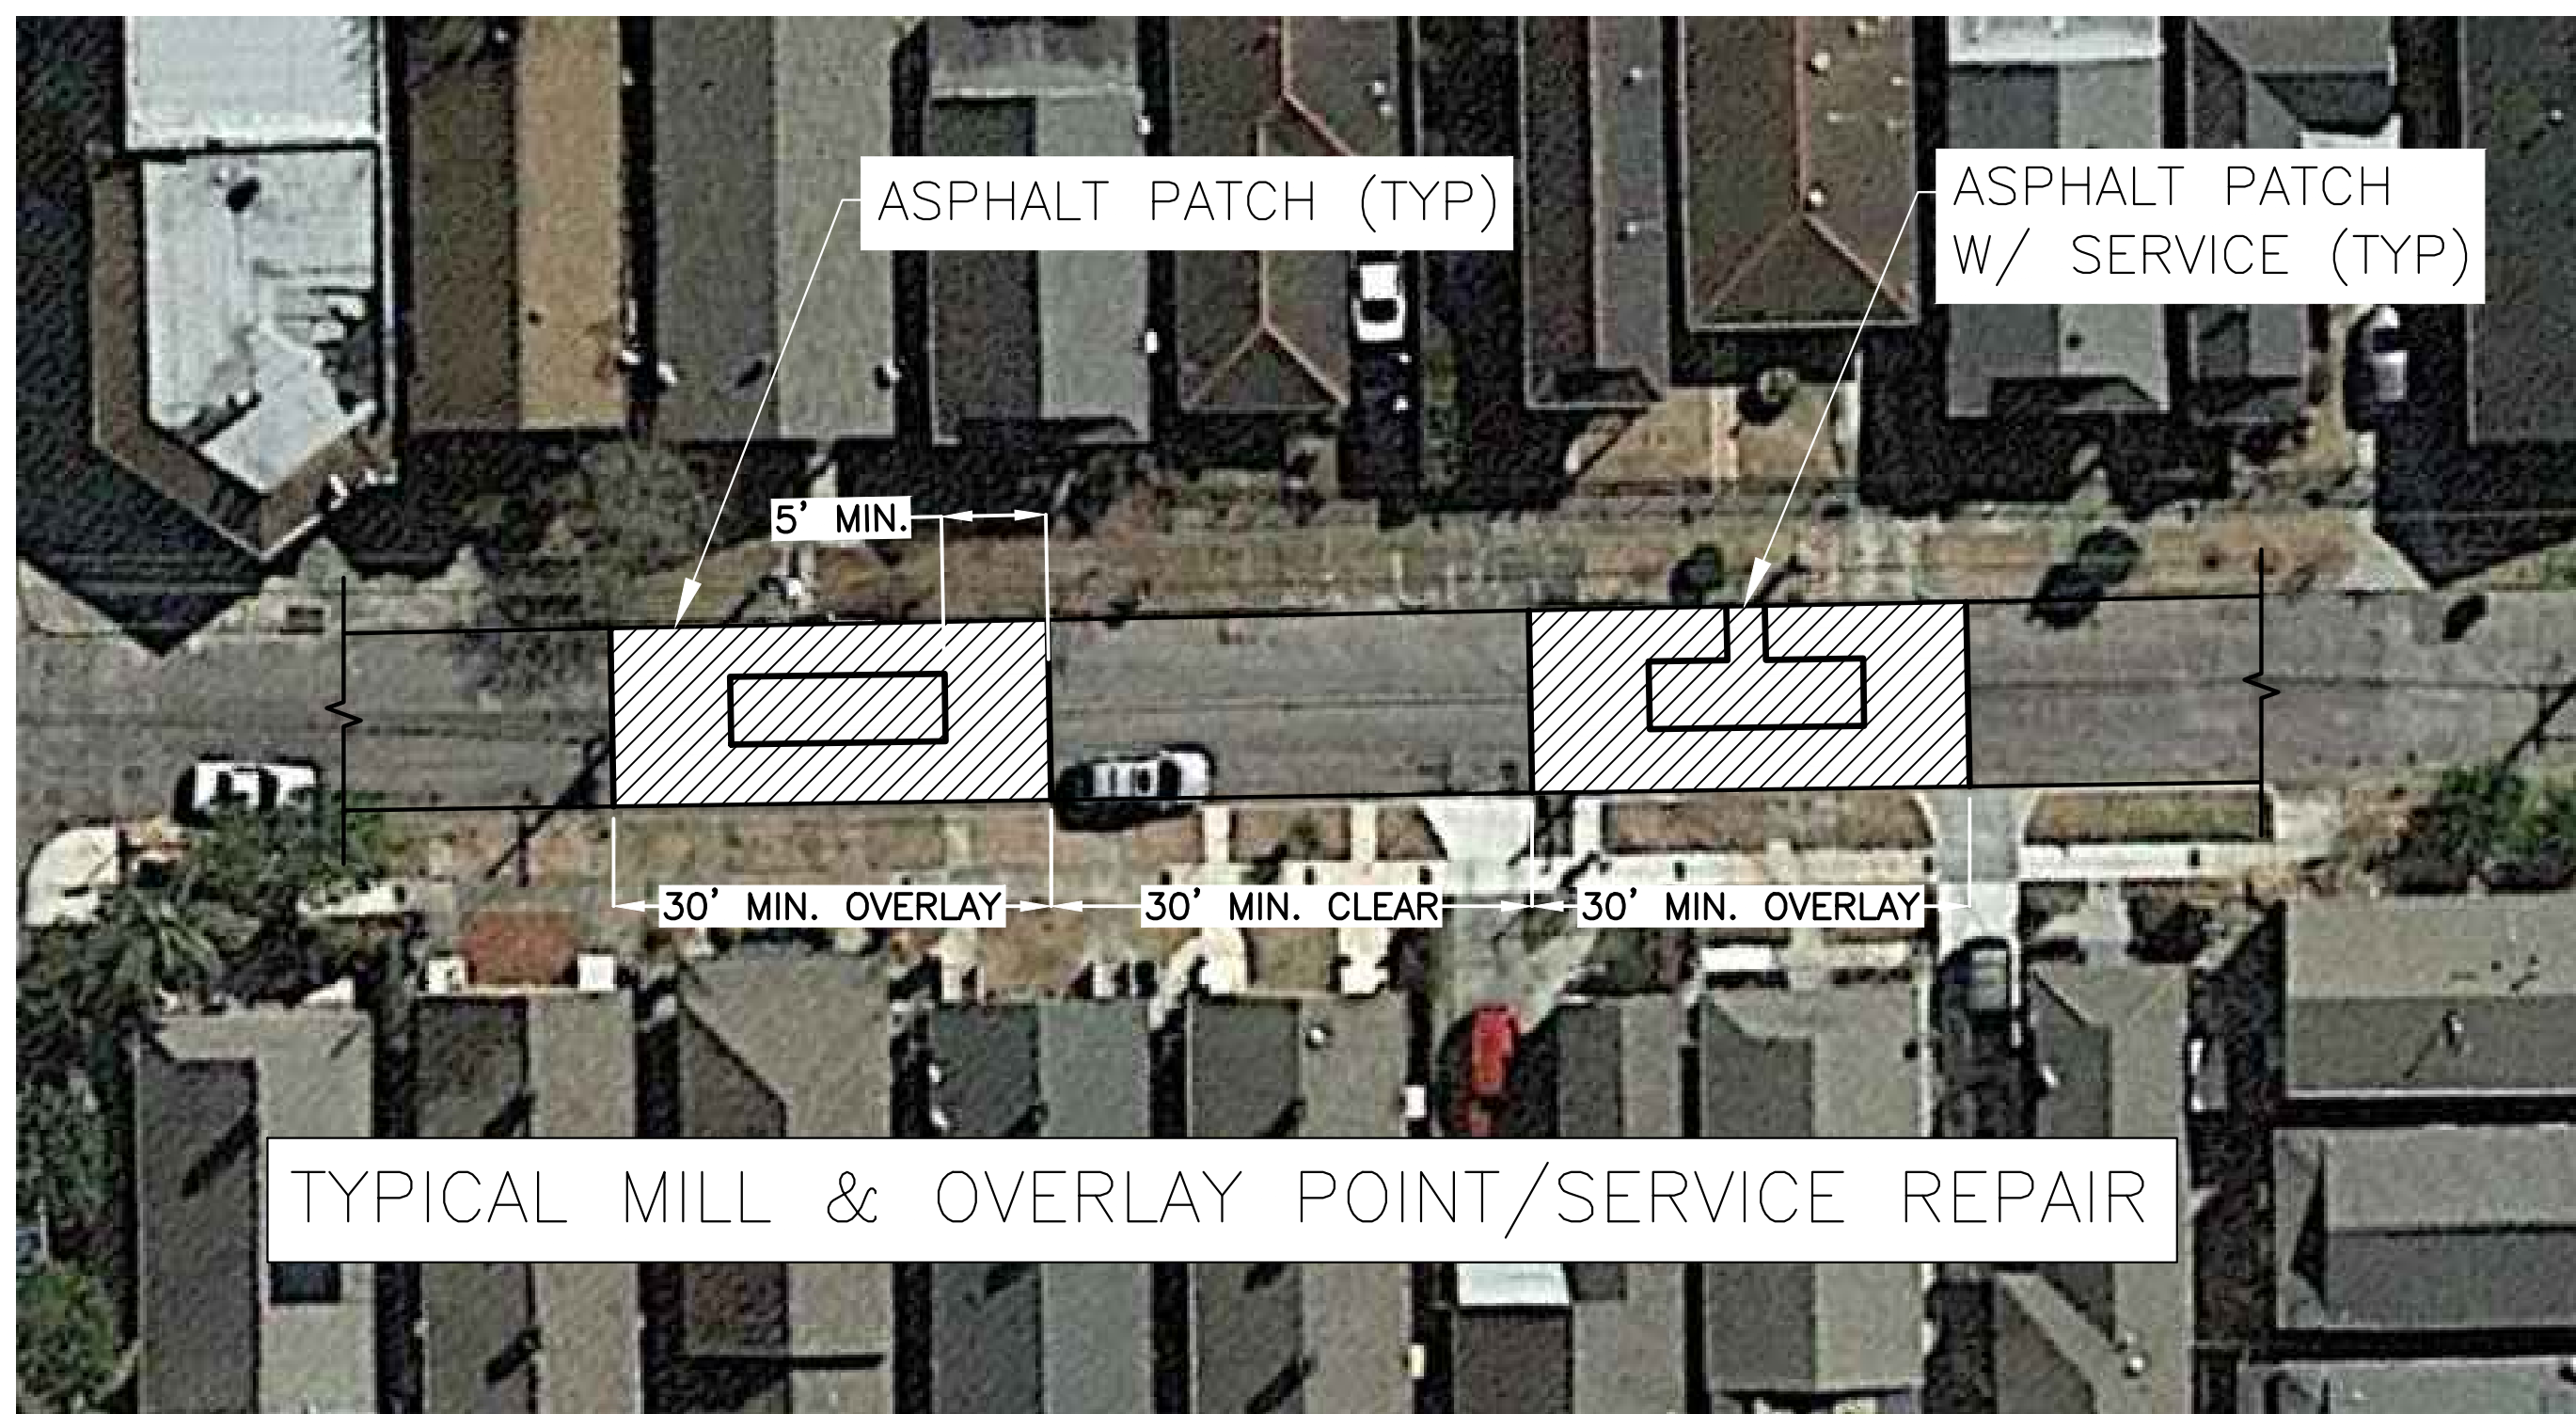 ASPHALT PATCH (TYP)
ASPHALT PATCH
W/ SERVICE (TYP)
5' MIN.
30' MIN. OVERLAY
30' MIN. CLEAR
30' MIN. OVERLAY
TYPICAL MILL & OVERLAY POINT/SERVICE REPAIR